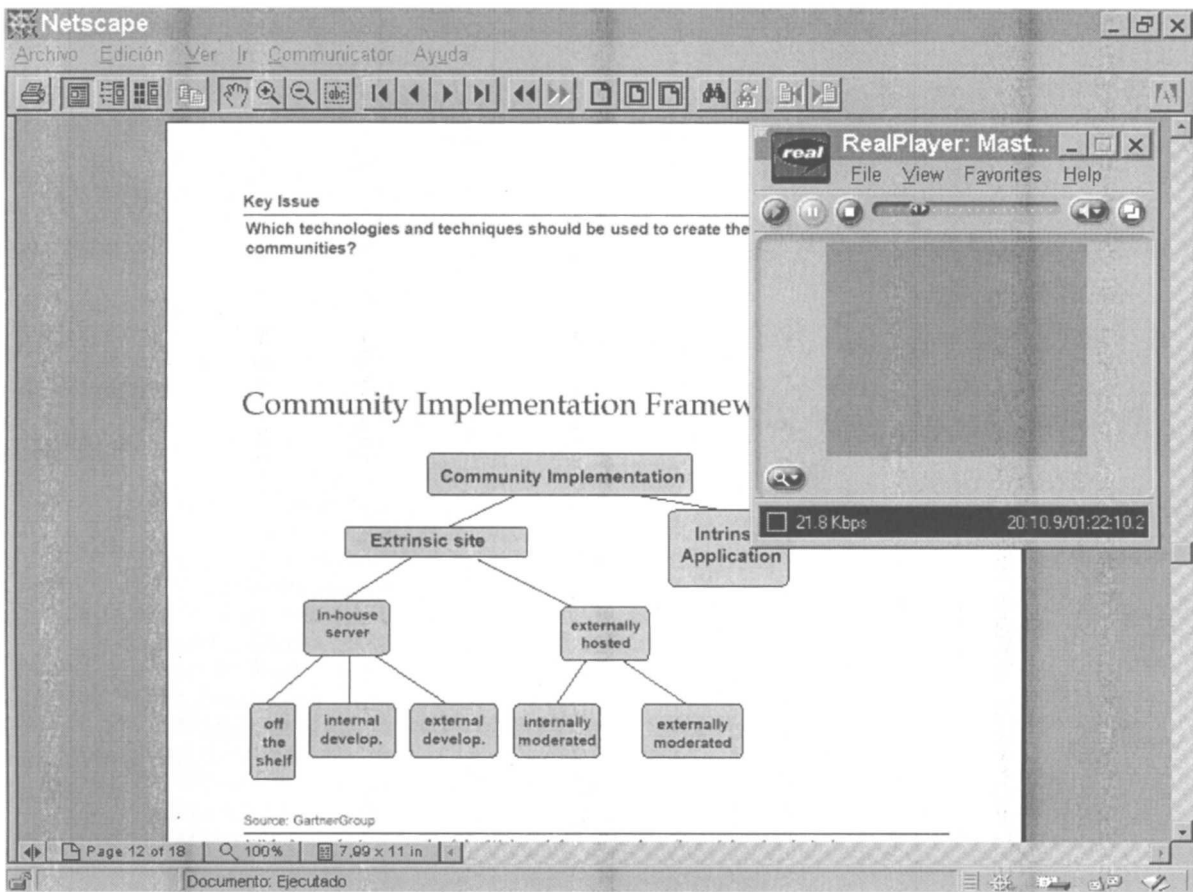 Netscape
Archivo Edición Ver Ir Communicator Ayuda
real
RealPlayer: Mast...
File View Favorites Help
Key Issue
Which technologies and techniques should be used to create the
communities?
Community Implementation Framew
Community Implementation
Extrinsic site
Intrins
Application
in-house
server
externally
hosted
off
the
shelf
internal
develop.
external
develop.
internally
moderated
externally
moderated
21.8 Kbps
20:10.9/01:22:10.2
Source: GartnerGroup
Page 12 of 18
100%
7,99 x 11 in
Documento: Ejecutado